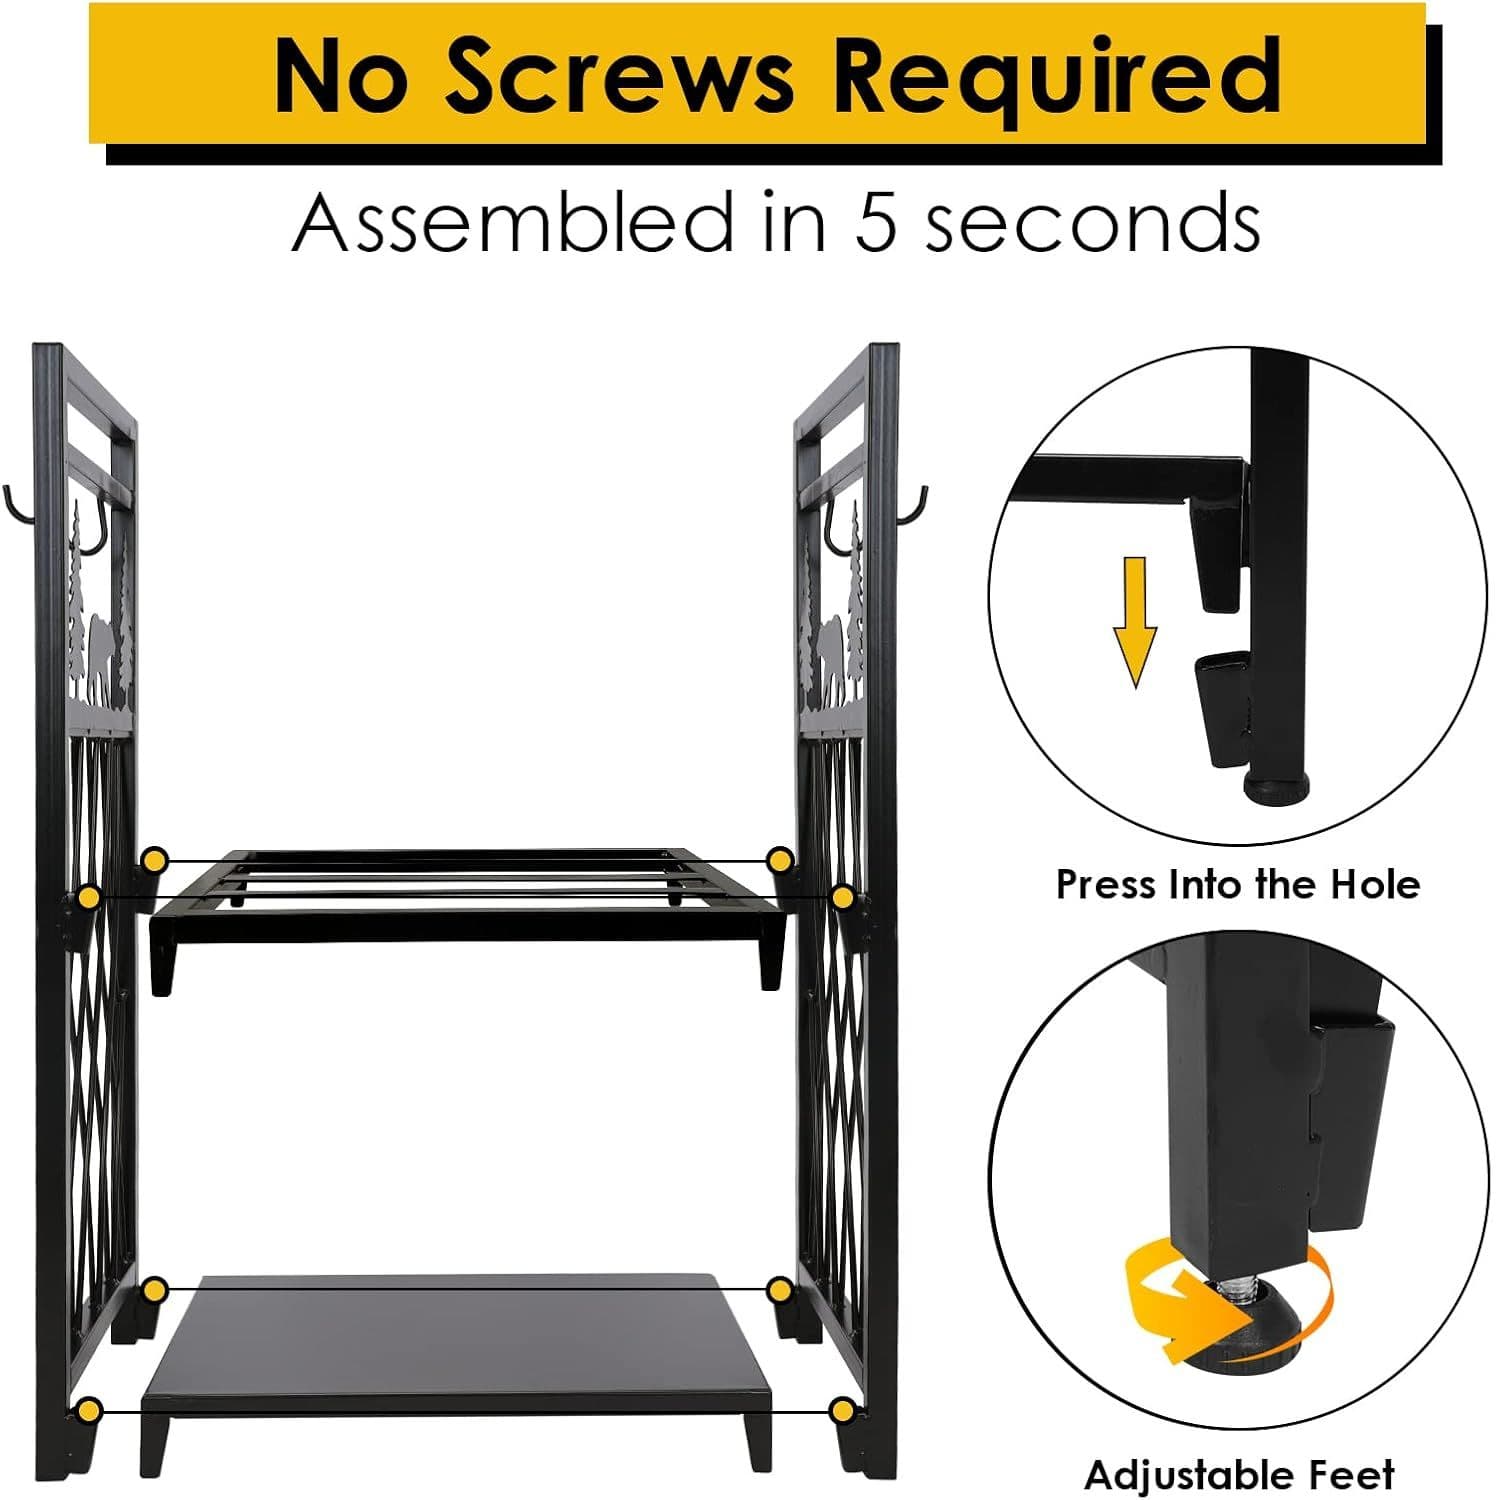 No Screws Required
Assembled in 5 seconds
Press Into the Hole
Adjustable Feet